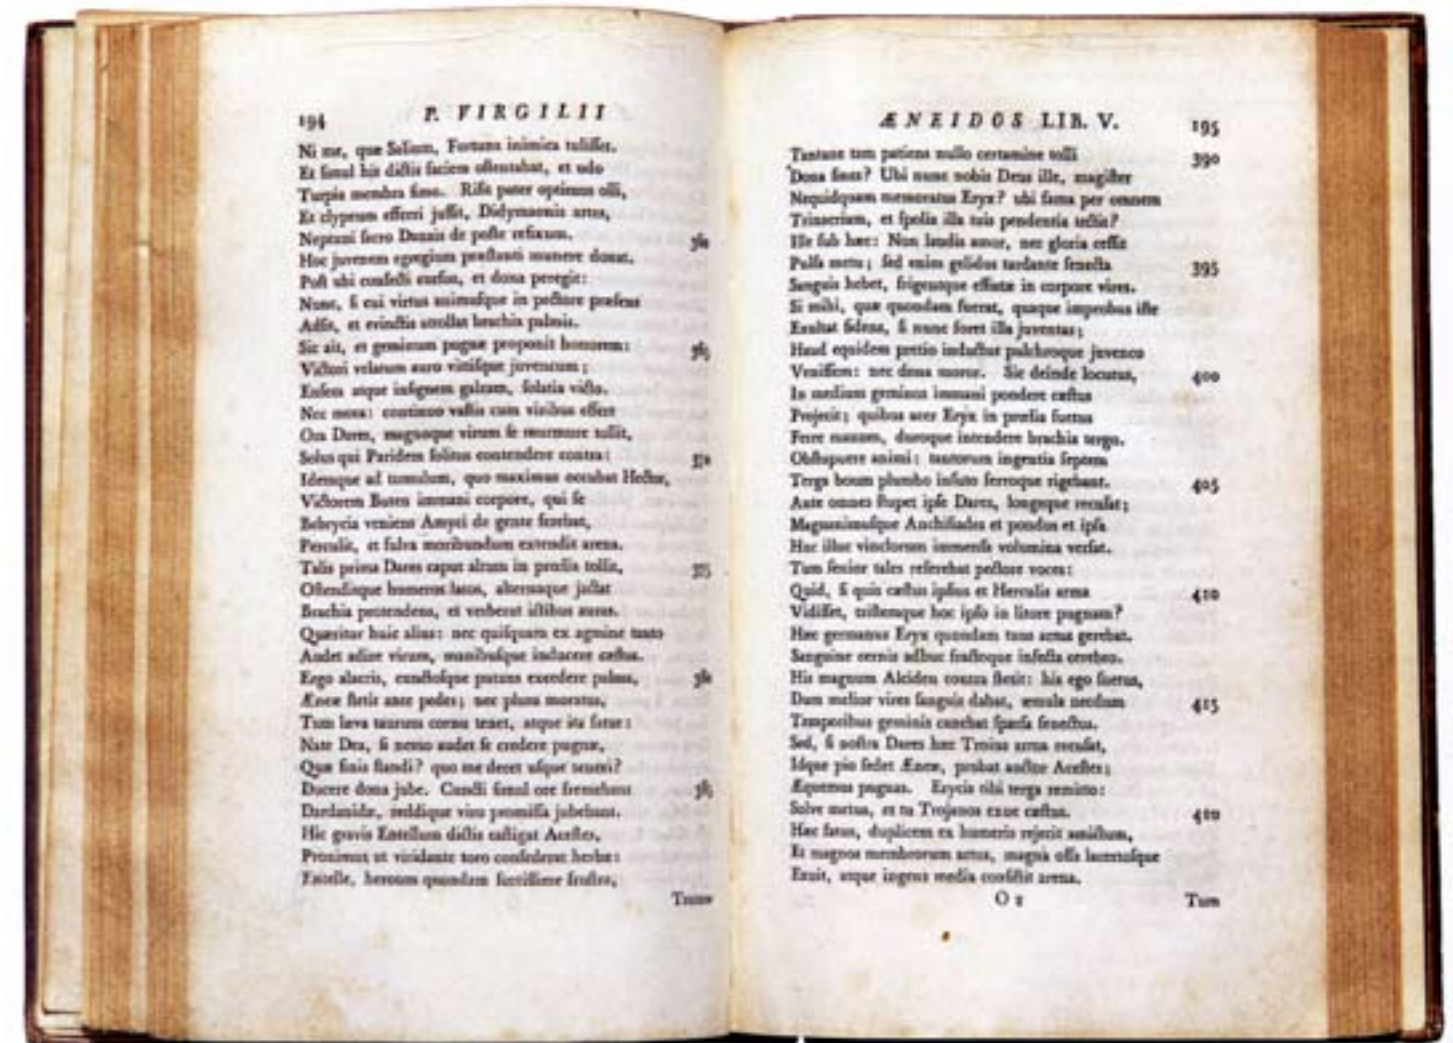 194 P. VIRGILII
Ni me, quæ Salium, Fortuna inimica tuliſſet.
Et ſimul his dictis faciem oſtentabat, et udo
Turpia membra fimo. Riſit pater optimus olli,
Et clypeum efferri juſſit, Didymaonis artes,
Neptuni ſacro Danais de poſte refixum. 360
Hoc juvenem egregium præſtanti munere donat.
Poſt ubi confecti curſus, et dona peregit:
Nunc, ſi cui virtus animuſque in pectore præſens
Adſit, et evinctis attollat brachia palmis.
Sic ait, et geminum pugnæ proponit honorem: 365
Victori velatum auro vittiſque juvencum;
Enſem atque inſignem galeam, ſolatia victo.
Nec mora: continuo vaſtis cum viribus effert
Ora Dares, magnoque virum ſe murmure tollit,
Solus qui Paridem ſolitus contendere contra: 370
Idemque ad tumulum, quo maximus occubat Hector,
Victorem Buten immani corpore, qui ſe
Bebrycia veniens Amyci de gente ferebat,
Perculit, et fulva moribundum extendit arena.
Talis prima Dares caput altum in prœlia tollit, 375
Oſtenditque humeros latos, alternaque jactat
Brachia protendens, et verberat ictibus auras.
Quæritur huic alius: nec quiſquam ex agmine tanto
Audet adire virum, manibuſque inducere cæſtus.
Ergo alacris, cunctoſque putans excedere palma, 380
Æneæ ſtetit ante pedes; nec plura moratus,
Tum læva taurum cornu tenet, atque ita fatur:
Nate Dea, ſi nemo audet ſe credere pugnæ,
Quæ finis ſtandi? quo me decet uſque teneri?
Ducere dona jube. Cuncti ſimul ore fremebant 385
Dardanidæ, reddique viro promiſſa jubebant.
Hic gravis Entellum dictis caſtigat Aceſtes,
Proximus ut viridante toro conſederat herbæ:
Entelle, heroum quondam fortiſſime fruſtra,
Tantane
ÆNEIDOS LIB. V. 195
Tantane tam patiens nullo certamine tolli 390
Dona ſines? Ubi nunc nobis Deus ille, magiſter
Nequidquam memoratus Eryx? ubi fama per omnem
Trinacriam, et ſpolia illa tuis pendentia tectis?
Ille ſub hæc: Non laudis amor, nec gloria ceſſit
Pulſa metu; ſed enim gelidus tardante ſenecta 395
Sanguis hebet, frigentque effœtæ in corpore vires.
Si mihi, quæ quondam fuerat, quaque improbus iſte
Exultat fidens, ſi nunc foret illa juventas;
Haud equidem pretio inductus pulchroque juvenco
Veniſſem: nec dona moror. Sic deinde locutus, 400
In medium geminos immani pondere cæſtus
Projecit; quibus acer Eryx in prœlia ſuetus
Ferre manum, duroque intendere brachia tergo.
Obſtupuere animi: tantorum ingentia ſeptem
Terga boum plumbo inſuto ferroque rigebant. 405
Ante omnes ſtupet ipſe Dares, longeque recuſat;
Magnanimuſque Anchiſiades et pondus et ipſa
Huc illuc vinclorum immenſa volumina verſat.
Tum ſenior tales referebat pectore voces:
Quid, ſi quis cæſtus ipſius et Herculis arma 410
Vidiſſet, triſtemque hoc ipſo in litore pugnam?
Hæc germanus Eryx quondam tuus arma gerebat.
Sanguine cernis adhuc fractoque infecta cerebro.
His magnum Alciden contra ſtetit: his ego ſuetus,
Dum melior vires ſanguis dabat, æmula necdum 415
Temporibus geminis canebat ſparſa ſenectus.
Sed, ſi noſtra Dares hæc Troius arma recuſat,
Idque pio ſedet Æneæ, probat auctor Aceſtes;
Æquemus pugnas. Erycis tibi terga remitto:
Solve metus, et tu Trojanos exue cæſtus. 420
Hæc fatus, duplicem ex humeris rejecit amictum,
Et magnos membrorum artus, magna oſſa lacertoſque
Exuit, atque ingens media conſiſtit arena.
O 2 Tum